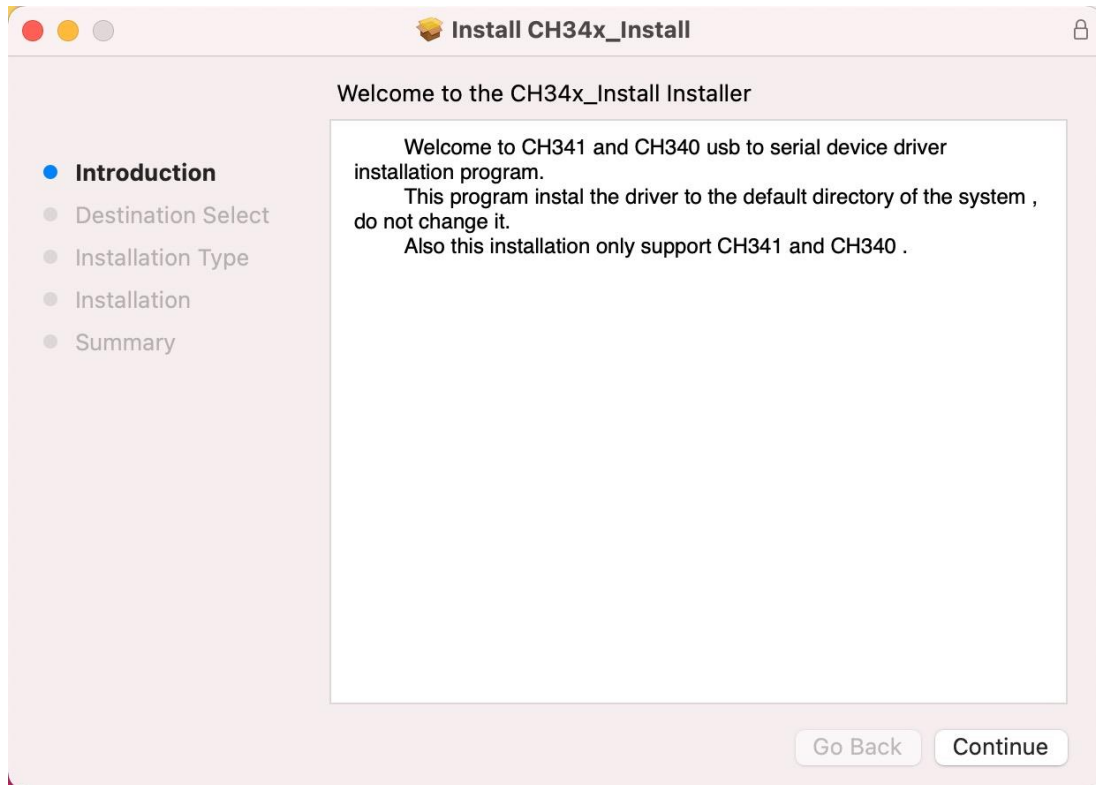 Install CH34x_Install
Welcome to the CH34x_Install Installer
Introduction
Destination Select
Installation Type
Installation
Summary
Welcome to CH341 and CH340 usb to serial device driver
installation program.
This program instal the driver to the default directory of the system ,
do not change it.
Also this installation only support CH341 and CH340 .
Go Back
Continue